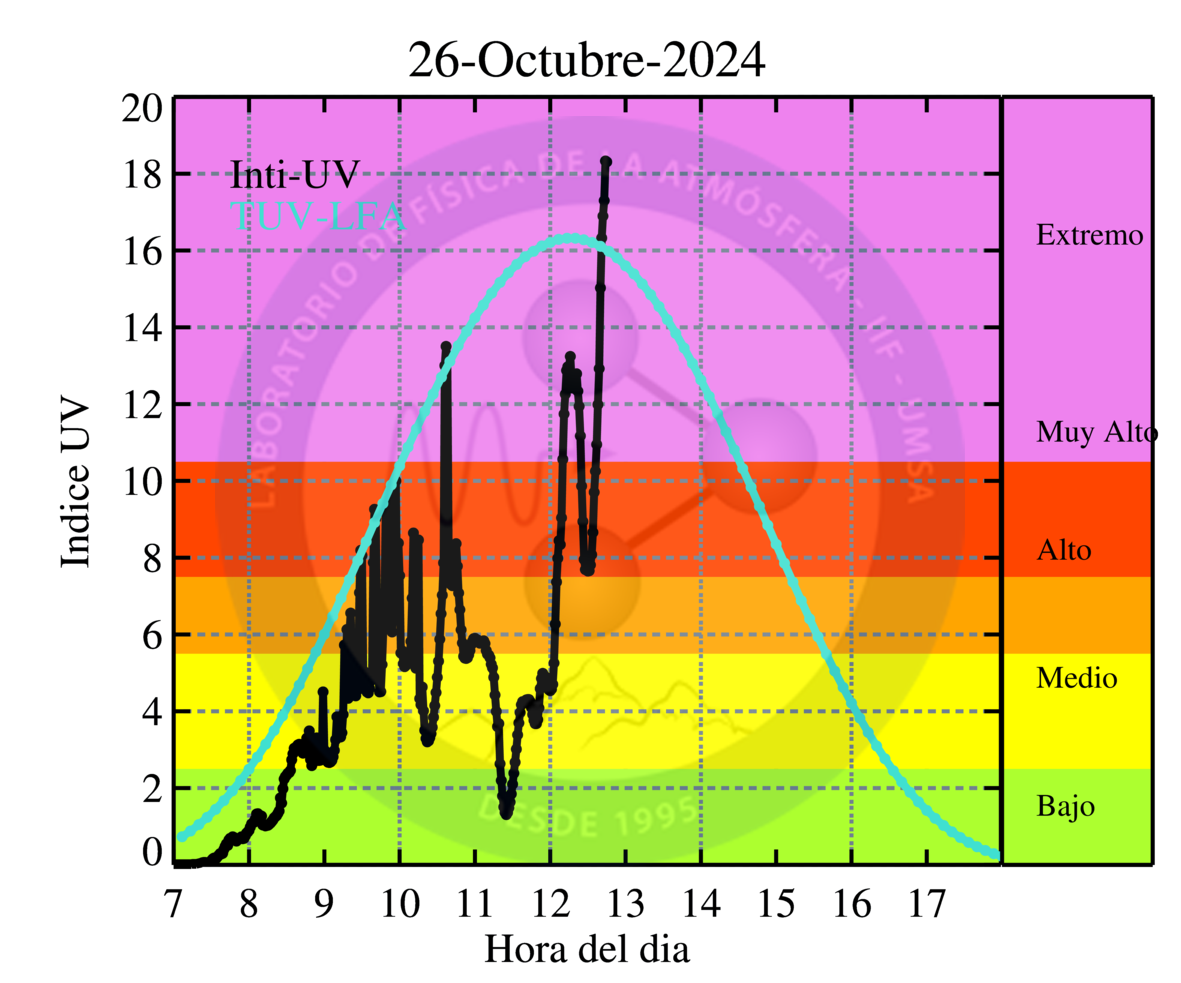 26-Octubre-2024
Inti-UV
TUV-LFA
LABORATORIO DE FÍSICA DE LA ATMÓSFERA - IIF - UMSA
DESDE 1995
Indice UV
20
18
16
14
12
10
8
6
4
2
0
Extremo
Muy Alto
Alto
Medio
Bajo
7 8 9 10 11 12 13 14 15 16 17
Hora del dia